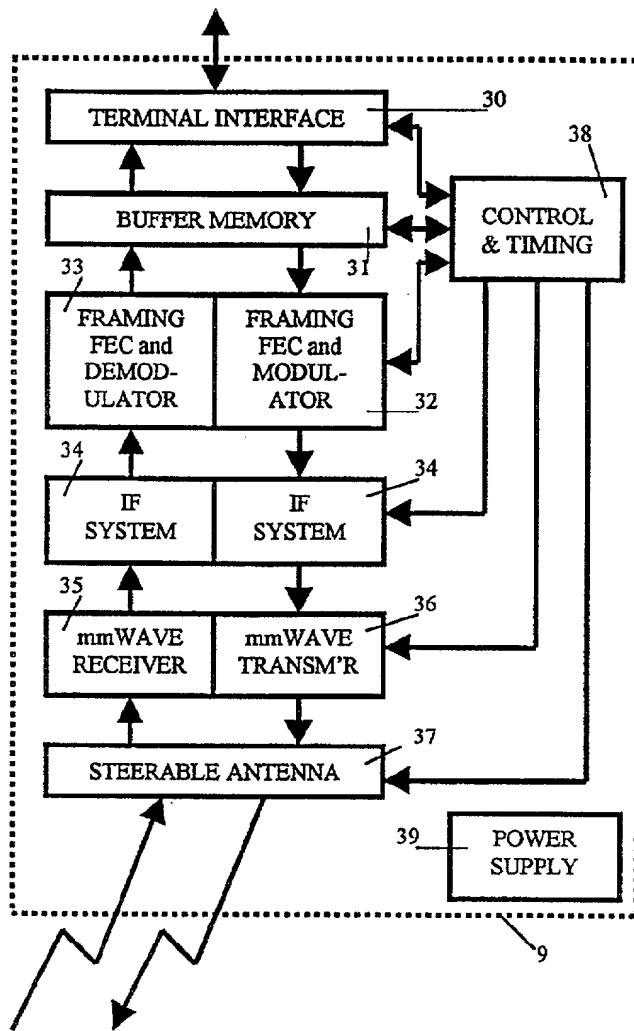 30
TERMINAL INTERFACE
38
BUFFER MEMORY
31
CONTROL
& TIMING
33
FRAMING
FEC and
DEMOD-
ULATOR
FRAMING
FEC and
MODUL-
ATOR
32
34
IF
SYSTEM
34
IF
SYSTEM
35
mmWAVE
RECEIVER
36
mmWAVE
TRANSM'R
37
STEERABLE ANTENNA
39
POWER
SUPPLY
9